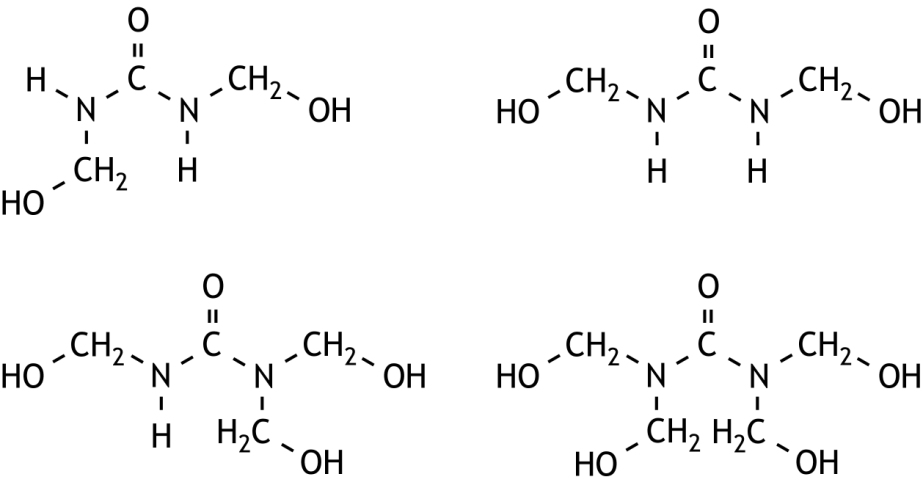 O O
H C CH₂ CH₂ C CH₂
N N OH HO N N OH
CH₂ H H H
HO
O O
CH₂ C CH₂ CH₂ C CH₂
HO N N OH HO N N OH
H H₂C CH₂ H₂C
OH HO OH